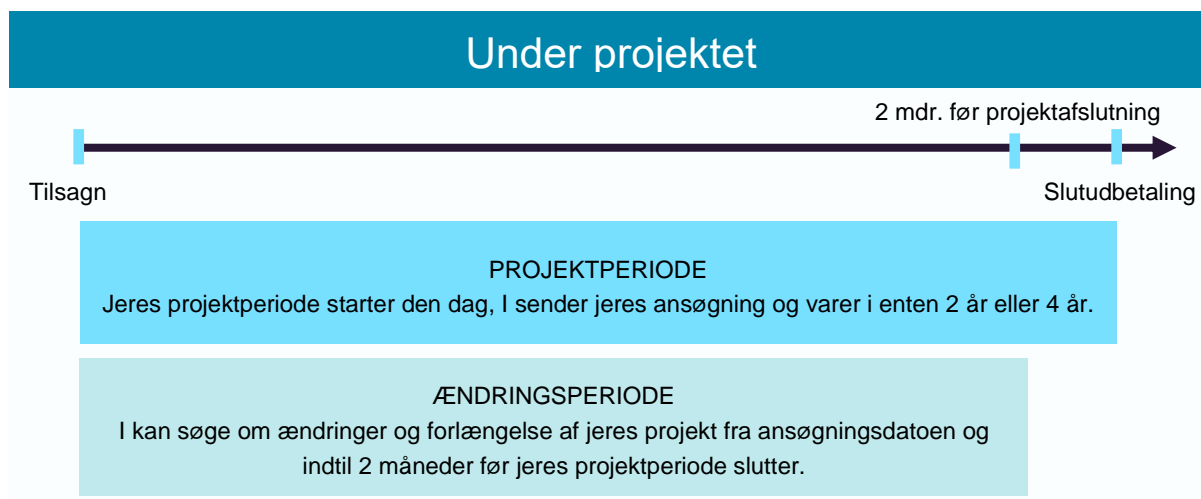 Under projektet
2 mdr. før projektafslutning
Tilsagn
Slutudbetaling
PROJEKTPERIODE
Jeres projektperiode starter den dag, I sender jeres ansøgning og varer i enten 2 år eller 4 år.
ÆNDRINGSPERIODE
I kan søge om ændringer og forlængelse af jeres projekt fra ansøgningsdatoen og
indtil 2 måneder før jeres projektperiode slutter.